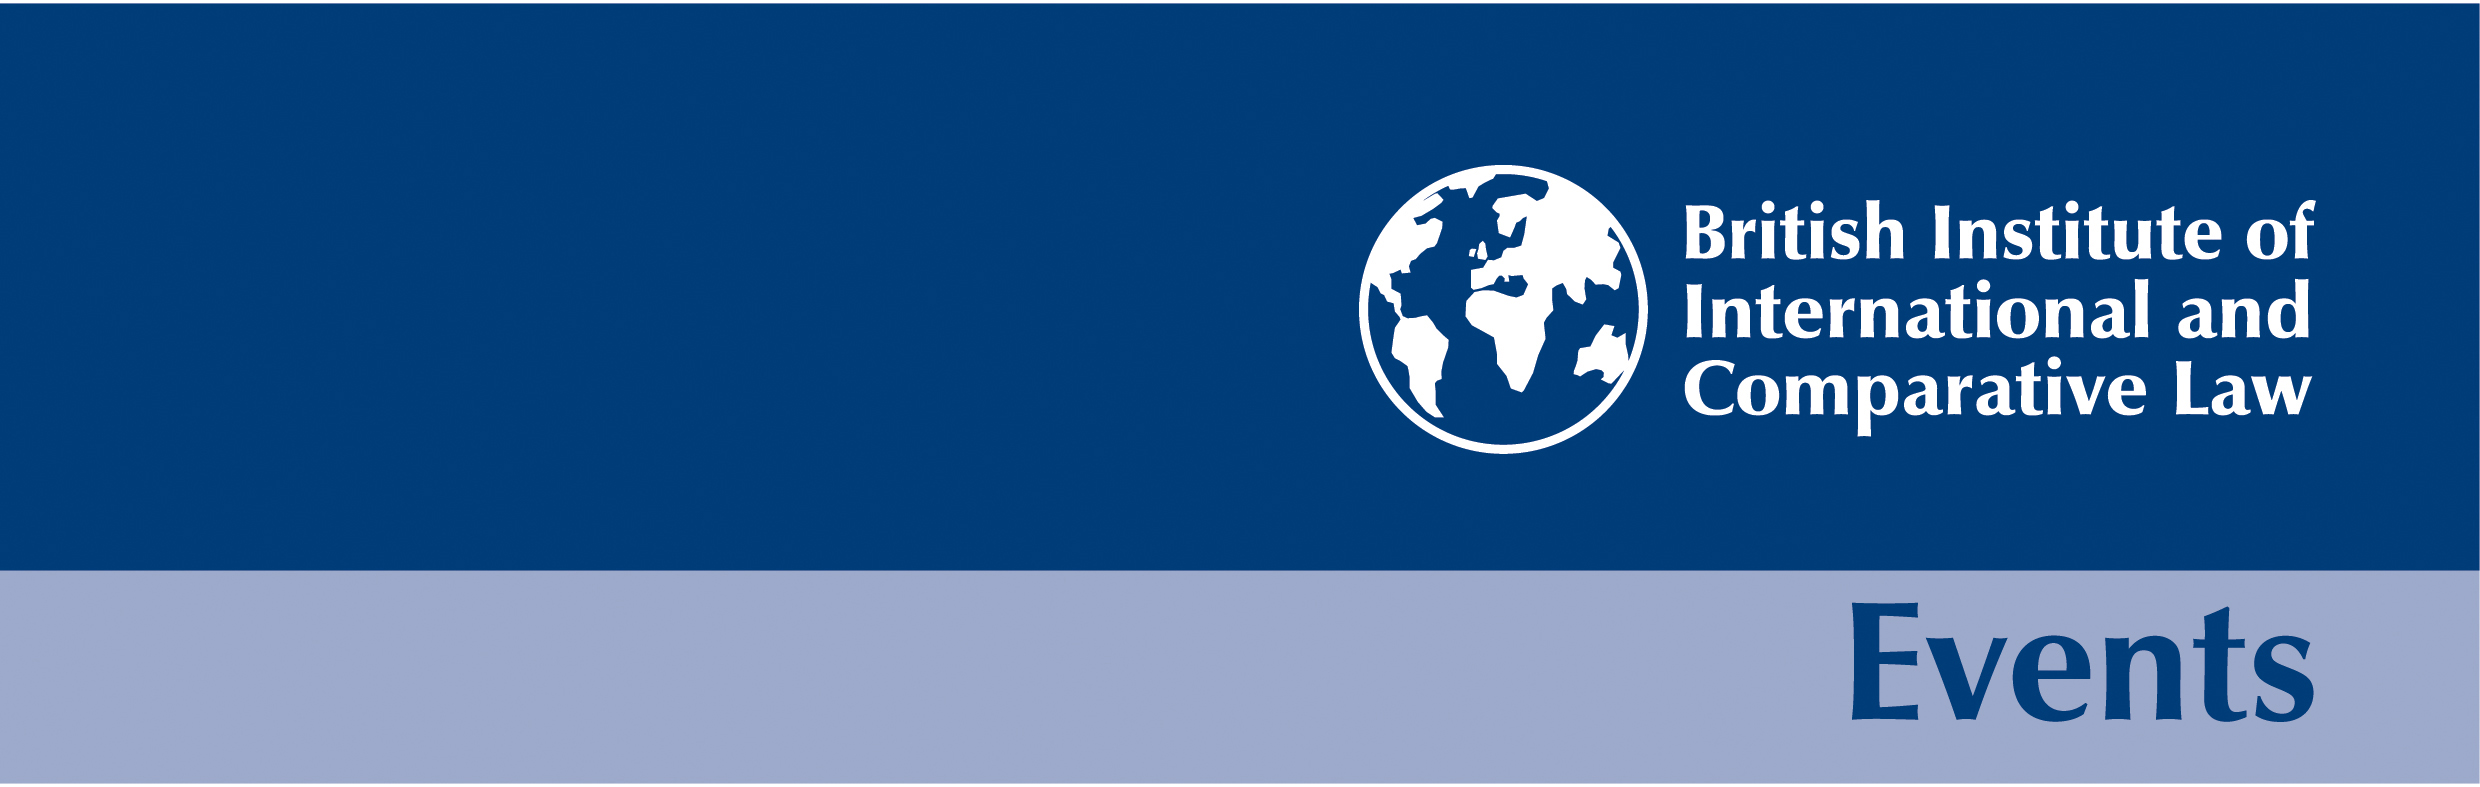 British Institute of
International and
Comparative Law
Events